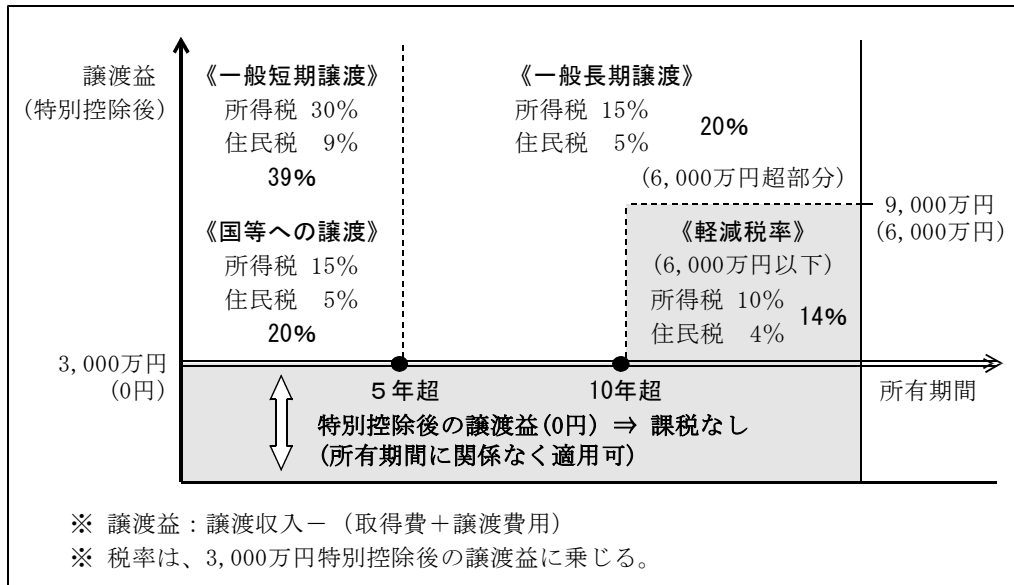 譲渡益
(特別控除後)
《一般短期譲渡》
所得税 30%
住民税 9%
39%
《一般長期譲渡》
所得税 15%
住民税 5%
20%
(6,000万円超部分)
《国等への譲渡》
所得税 15%
住民税 5%
20%
《軽減税率》
(6,000万円以下)
所得税 10%
住民税 4%
14%
9,000万円
(6,000万円)
3,000万円
(0円)
5年超
10年超
所有期間
特別控除後の譲渡益(0円) ⇒ 課税なし
(所有期間に関係なく適用可)
※ 譲渡益:譲渡収入-(取得費+譲渡費用)
※ 税率は、3,000万円特別控除後の譲渡益に乗じる。